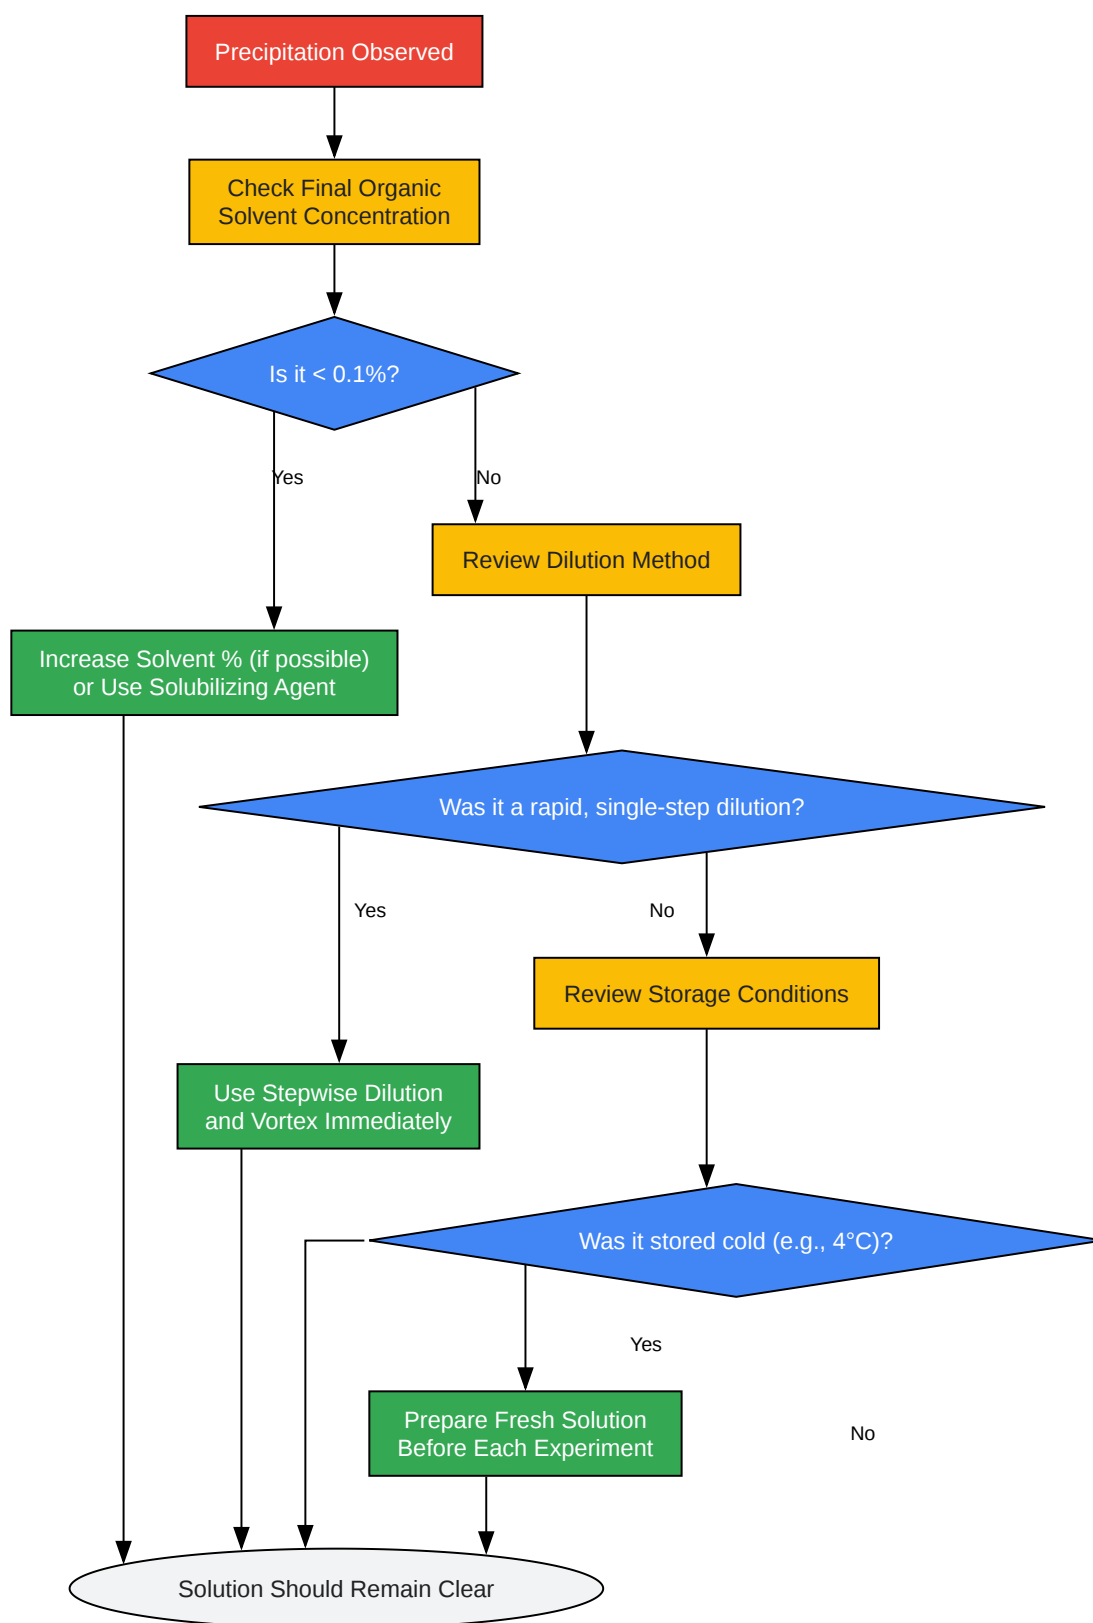 Precipitation Observed
Check Final Organic
Solvent Concentration
Is it < 0.1%?
Yes
No
Review Dilution Method
Increase Solvent % (if possible)
or Use Solubilizing Agent
Was it a rapid, single-step dilution?
Yes
No
Review Storage Conditions
Use Stepwise Dilution
and Vortex Immediately
Was it stored cold (e.g., 4°C)?
Yes
Prepare Fresh Solution
Before Each Experiment
No
Solution Should Remain Clear